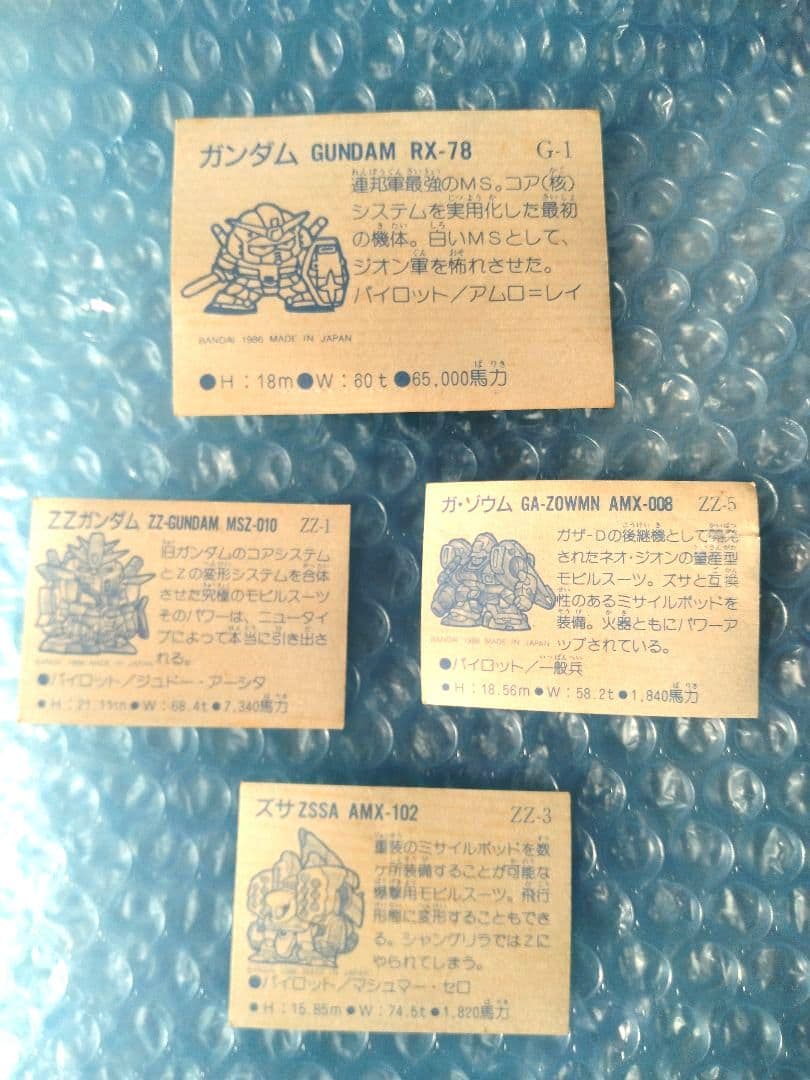 ガンダム GUNDAM RX-78 G-1
連邦軍最強のMS。コア(核)
システムを実用化した最初
の機体。白いMSとして、
ジオン軍を怖れさせた。
パイロット/アムロ=レイ
BANDAI 1986 MADE IN JAPAN
●H:18m●W:60t●65,000馬力
ZZガンダム ZZ-GUNDAM MSZ-010 ZZ-1
旧ガンダムのコアシステム
とZの変形システムを合体
させた究極のモビルスーツ
そのパワーは、ニュータイ
プによって本当に引き出さ
れる。
BANDAI 1986 MADE IN JAPAN
●パイロット/ジュドー・アーシタ
●H:21.11m●W:68.4t●7,340馬力
ガ・ゾウム GA-ZOWMN AMX-008 ZZ-5
ガザ-Dの後継機として開発
されたネオ・ジオンの量産型
モビルスーツ。ズサと互換
性のあるミサイルポッドを
装備。火器ともにパワーア
ップされている。
BANDAI 1986 MADE IN JAPAN
●パイロット/一般兵
●H:18.56m●W:58.2t●1,840馬力
ズサ ZSSA AMX-102 ZZ-3
重装のミサイルポッドを数
ケ所装備することが可能な
爆撃用モビルスーツ。飛行
形態に変形することもでき
る。シャングリラではZに
やられてしまう。
●パイロット/マシュマー・セロ
●H:15.85m●W:74.5t●1,820馬力